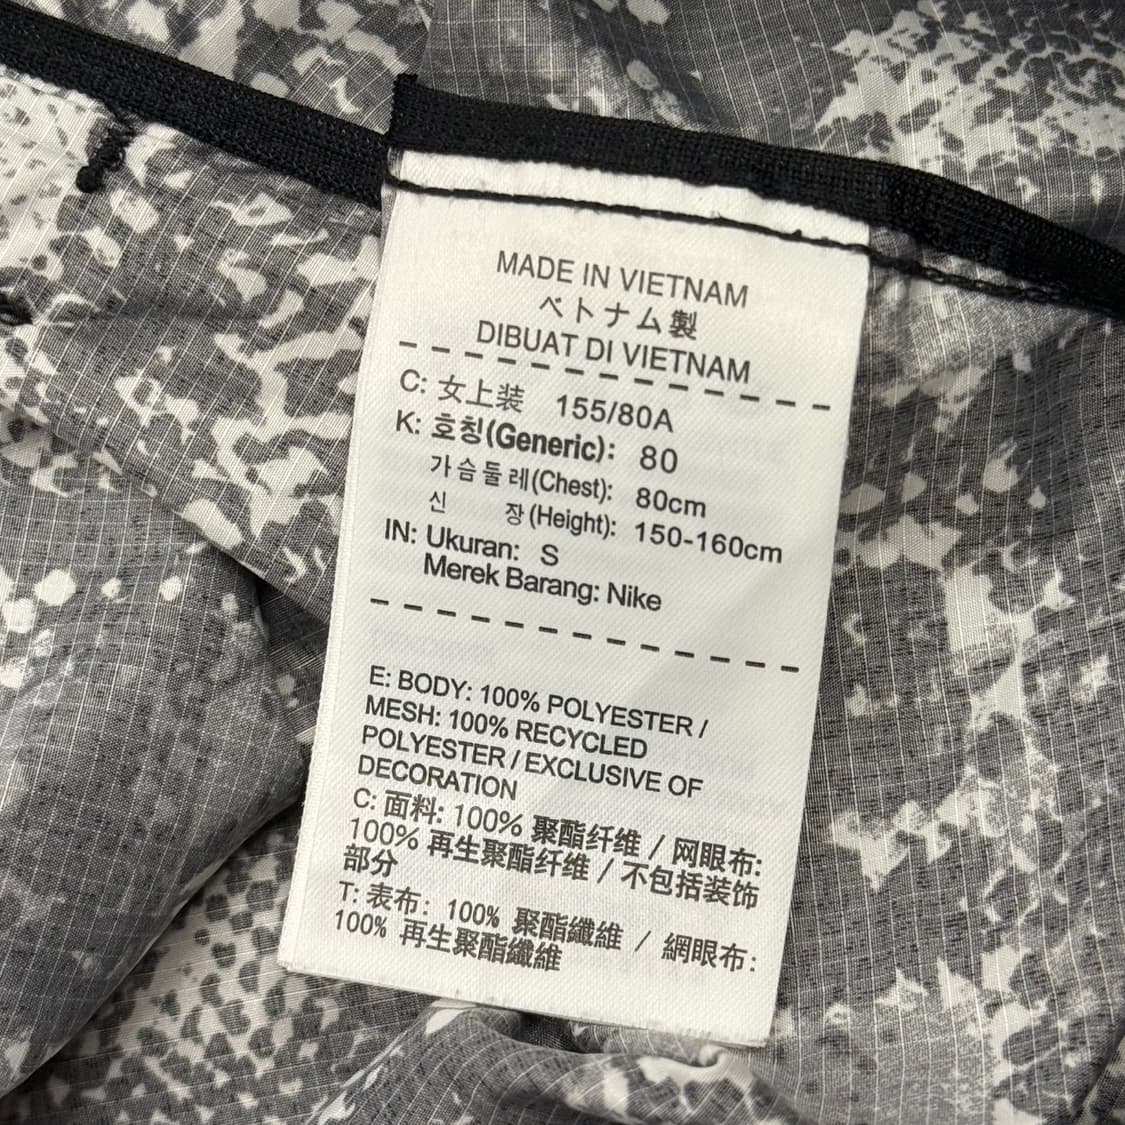 MADE IN VIETNAM
ベトナム製
DIBUAT DI VIETNAM
C: 女上装 155/80A
K: 호칭(Generic): 80
가슴둘레(Chest): 80cm
신 장(Height): 150-160cm
IN: Ukuran: S
Merek Barang: Nike
E: BODY: 100% POLYESTER /
MESH: 100% RECYCLED
POLYESTER / EXCLUSIVE OF
DECORATION
C: 面料: 100% 聚酯纤维 / 网眼布:
100% 再生聚酯纤维 / 不包括装饰
部分
T: 表布: 100% 聚酯纖維 / 網眼布:
100% 再生聚酯纖維